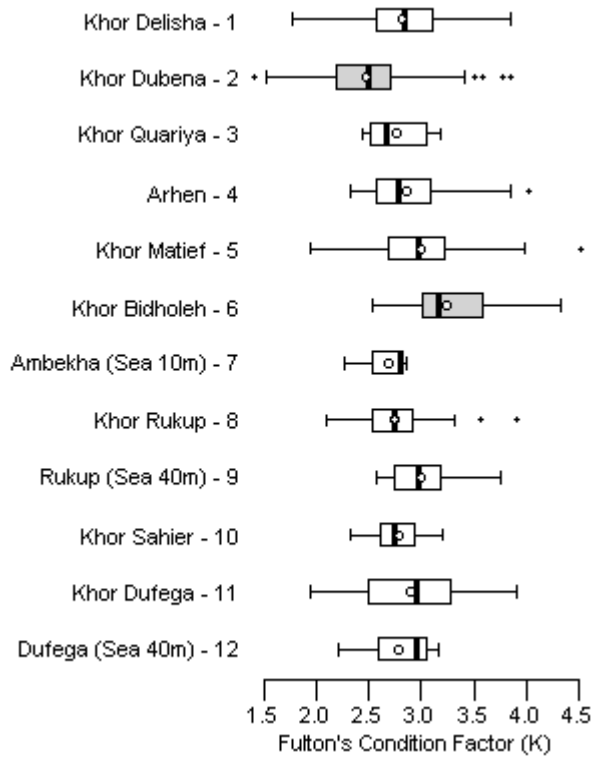 Khor Delisha - 1
Khor Dubena - 2
Khor Quariya - 3
Arhen - 4
Khor Matief - 5
Khor Bidholeh - 6
Ambekha (Sea 10m) - 7
Khor Rukup - 8
Rukup (Sea 40m) - 9
Khor Sahier - 10
Khor Dufega - 11
Dufega (Sea 40m) - 12
1.5 2.0 2.5 3.0 3.5 4.0 4.5
Fulton's Condition Factor (K)